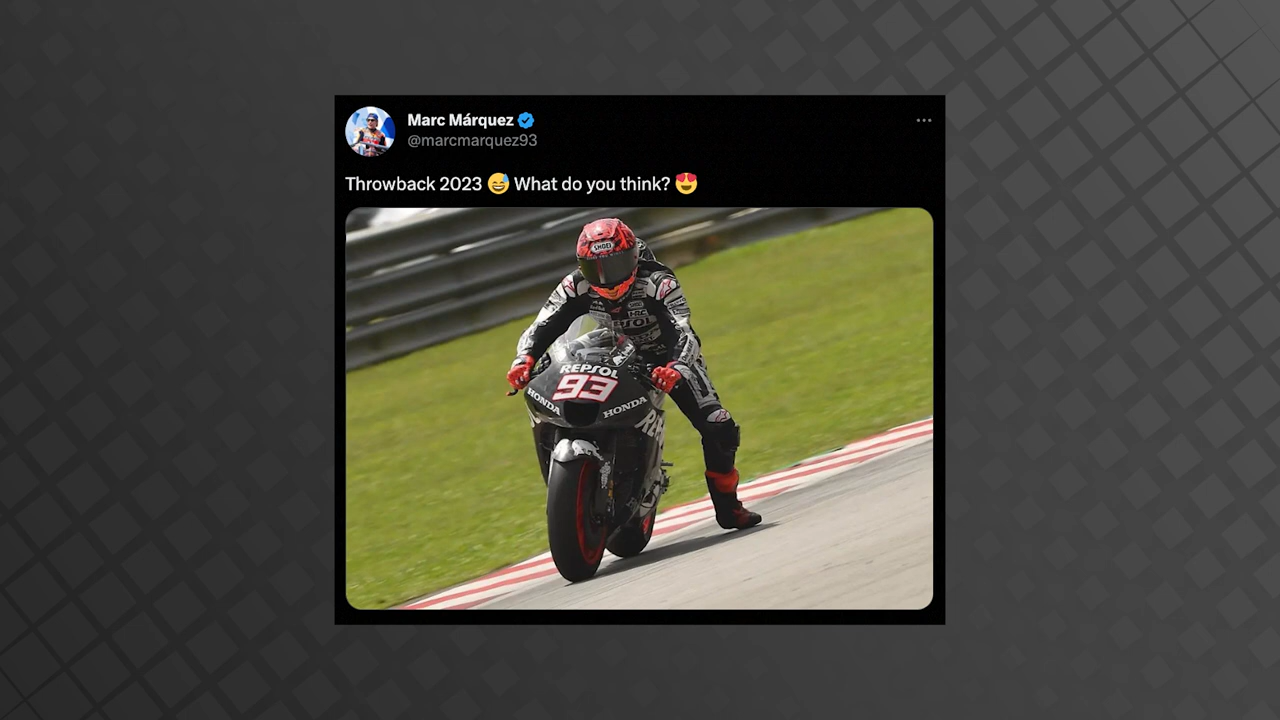 Marc Márquez
@marcmarquez93
Throwback 2023 😅 What do you think? 😍
SHOEI
REPSOL
93
HONDA HONDA